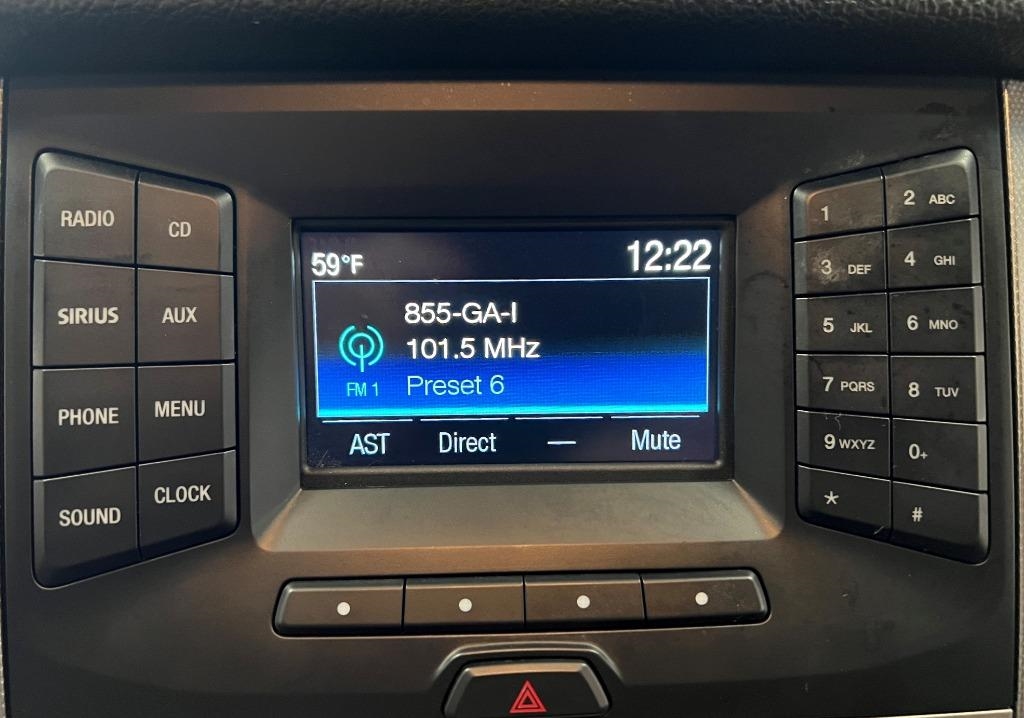 RADIO
CD
SIRIUS
AUX
PHONE
MENU
SOUND
CLOCK
59°F
12:22
855-GA-I
101.5 MHz
FM 1
Preset 6
AST
Direct
—
Mute
1
2 ABC
3 DEF
4 GHI
5 JKL
6 MNO
7 PQRS
8 TUV
9 WXYZ
0+
*
#